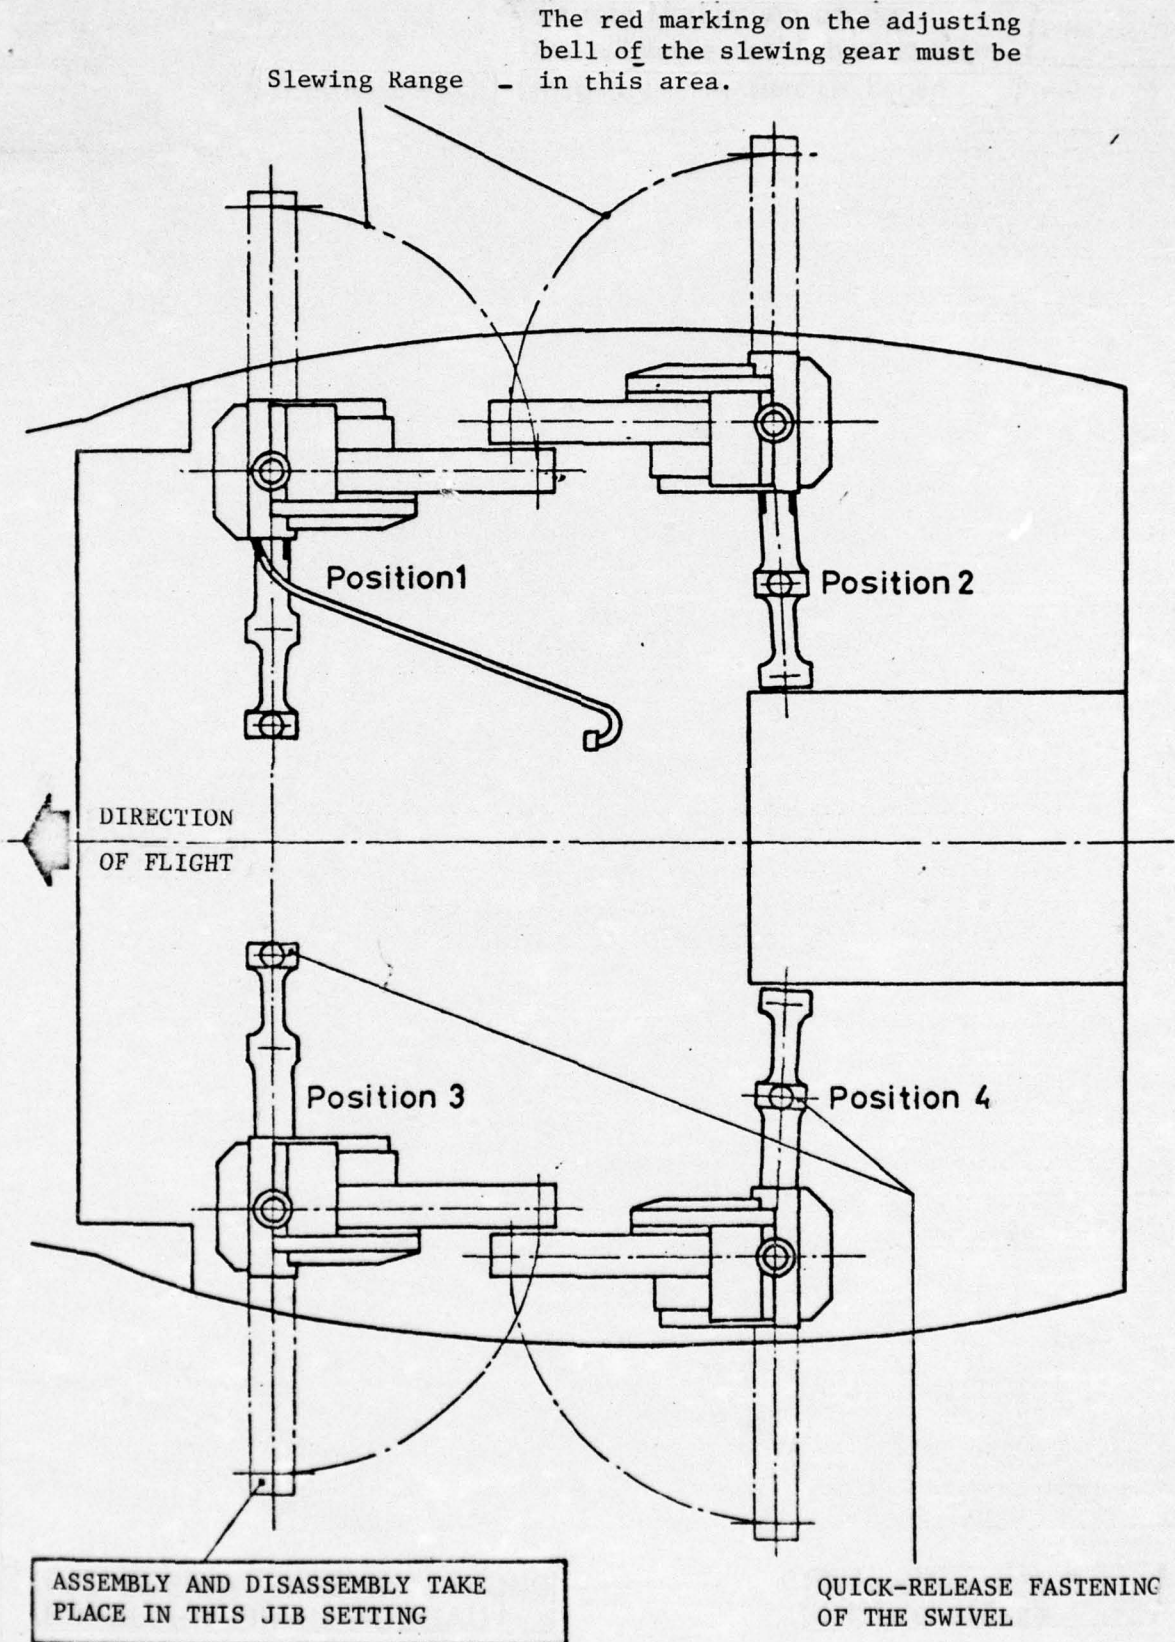 The red marking on the adjusting
bell of the slewing gear must be
Slewing Range - in this area.
Position1
Position 2
DIRECTION
OF FLIGHT
Position 3
Position 4
ASSEMBLY AND DISASSEMBLY TAKE
PLACE IN THIS JIB SETTING
QUICK-RELEASE FASTENING
OF THE SWIVEL